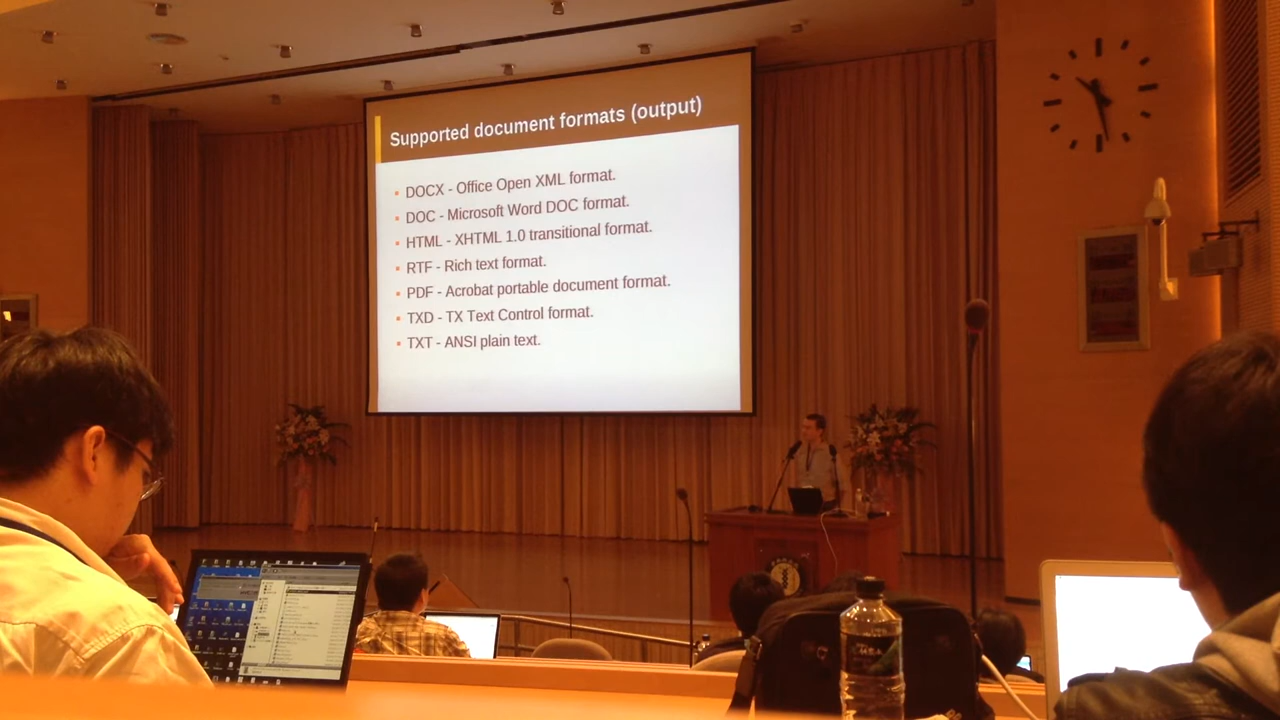 Supported document formats (output)
DOCX - Office Open XML format.
DOC - Microsoft Word DOC format.
HTML - XHTML 1.0 transitional format.
RTF - Rich text format.
PDF - Acrobat portable document format.
TXD - TX Text Control format.
TXT - ANSI plain text.